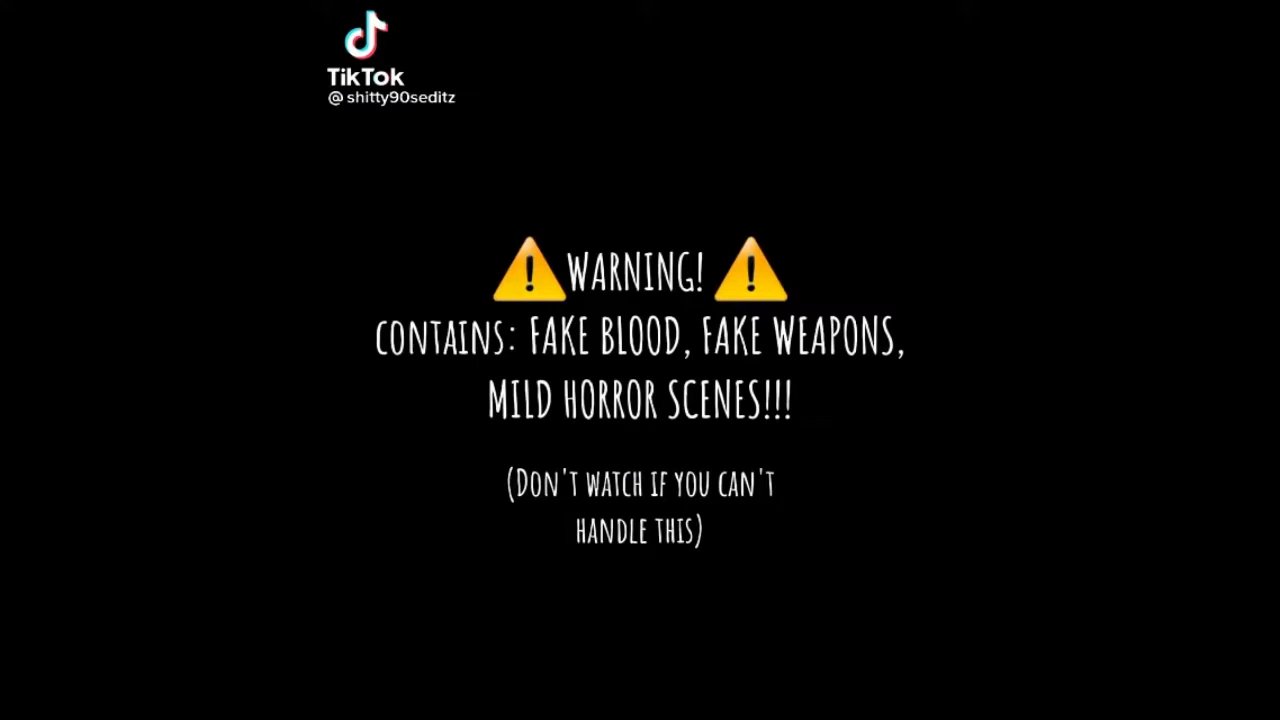 TikTok
@shitty90seditz
⚠️WARNING! ⚠️
CONTAINS: FAKE BLOOD, FAKE WEAPONS,
MILD HORROR SCENES!!!
(DON'T WATCH IF YOU CAN'T
HANDLE THIS)